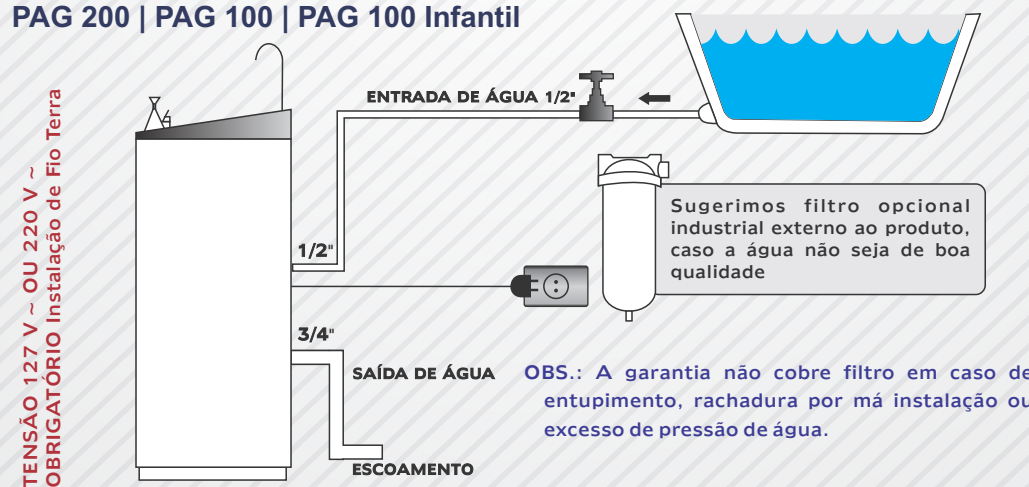 PAG 200 | PAG 100 | PAG 100 Infantil
TENSÃO 127 V ~ OU 220 V ~
OBRIGATÓRIO Instalação de Fio Terra
ENTRADA DE ÁGUA 1/2"
Sugerimos filtro opcional
industrial externo ao produto,
caso a água não seja de boa
qualidade
1/2"
3/4"
SAÍDA DE ÁGUA
ESCOAMENTO
OBS.: A garantia não cobre filtro em caso de
entupimento, rachadura por má instalação ou
excesso de pressão de água.